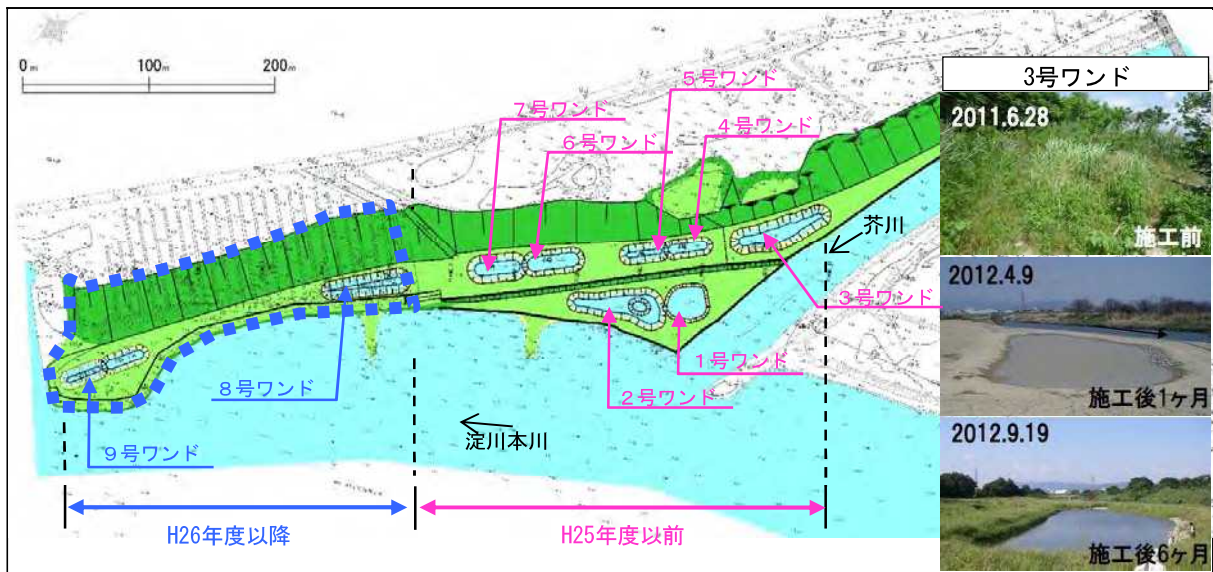 0m 100m 200m
5号ワンド
7号ワンド
4号ワンド
6号ワンド
芥川
3号ワンド
1号ワンド
8号ワンド
2号ワンド
淀川本川
9号ワンド
H26年度以降
H25年度以前
3号ワンド
2011.6.28
施工前
2012.4.9
施工後1ヶ月
2012.9.19
施工後6ヶ月